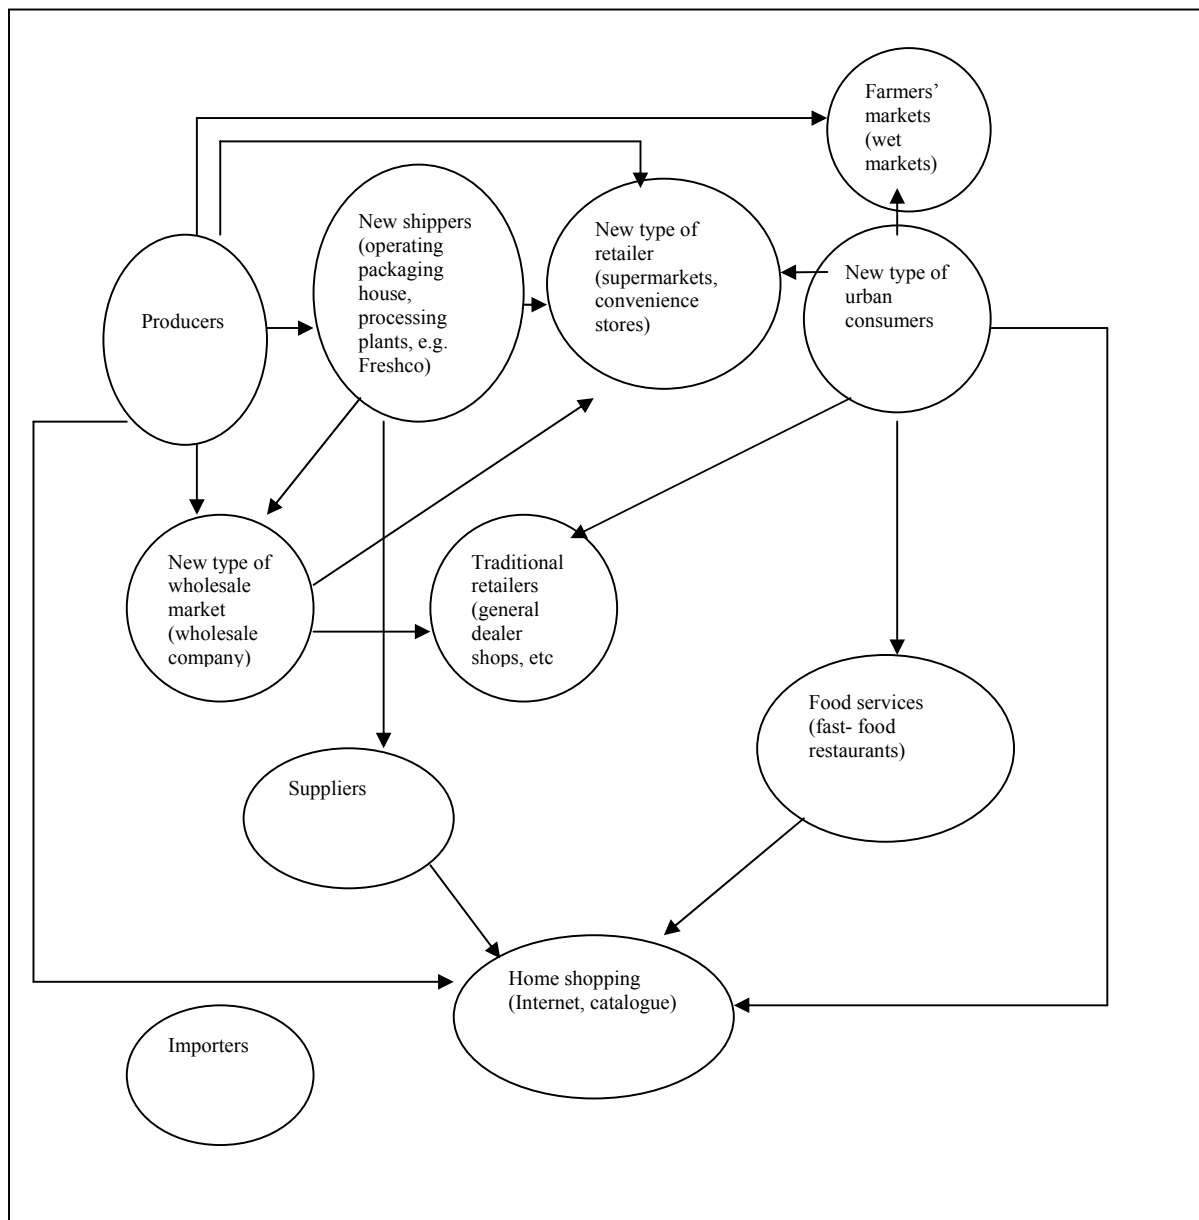 Farmers’
markets
(wet
markets)
New shippers
(operating
packaging
house,
processing
plants, e.g.
Freshco)
New type of
retailer
(supermarkets,
convenience
stores)
New type of
urban
consumers
Producers
New type of
wholesale
market
(wholesale
company)
Traditional
retailers
(general
dealer
shops, etc
Food services
(fast- food
restaurants)
Suppliers
Home shopping
(Internet, catalogue)
Importers